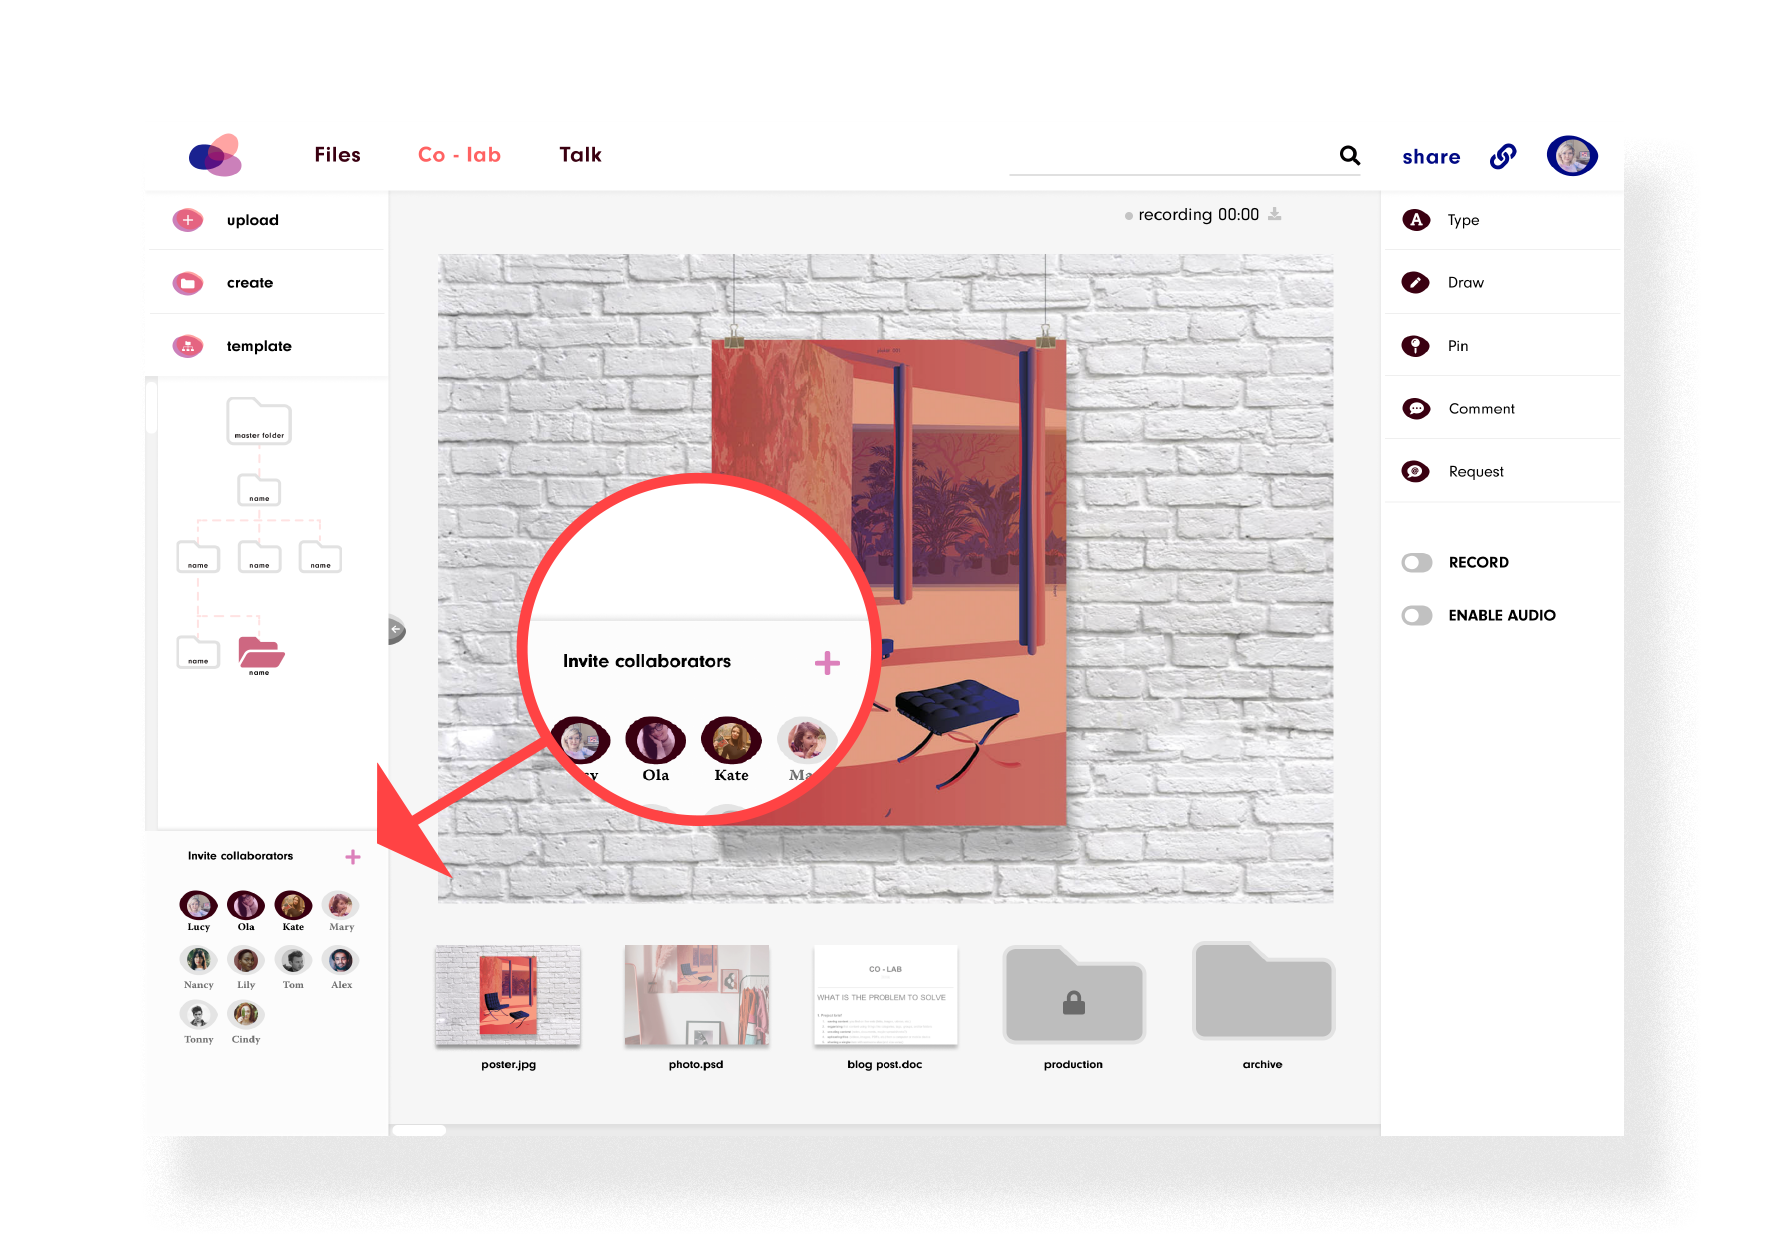 Files
Co - lab
Talk
share
upload
create
template
recording 00:00
Type
Draw
Pin
Comment
Request
RECORD
ENABLE AUDIO
master folder
name
name
name
name
name
name
Invite collaborators
Ola
Kate
Invite collaborators
Lucy
Ola
Kate
Mary
Nancy
Lily
Tom
Alex
Tonny
Cindy
CO - LAB
WHAT IS THE PROBLEM TO SOLVE
poster.jpg
photo.psd
blog post.doc
production
archive